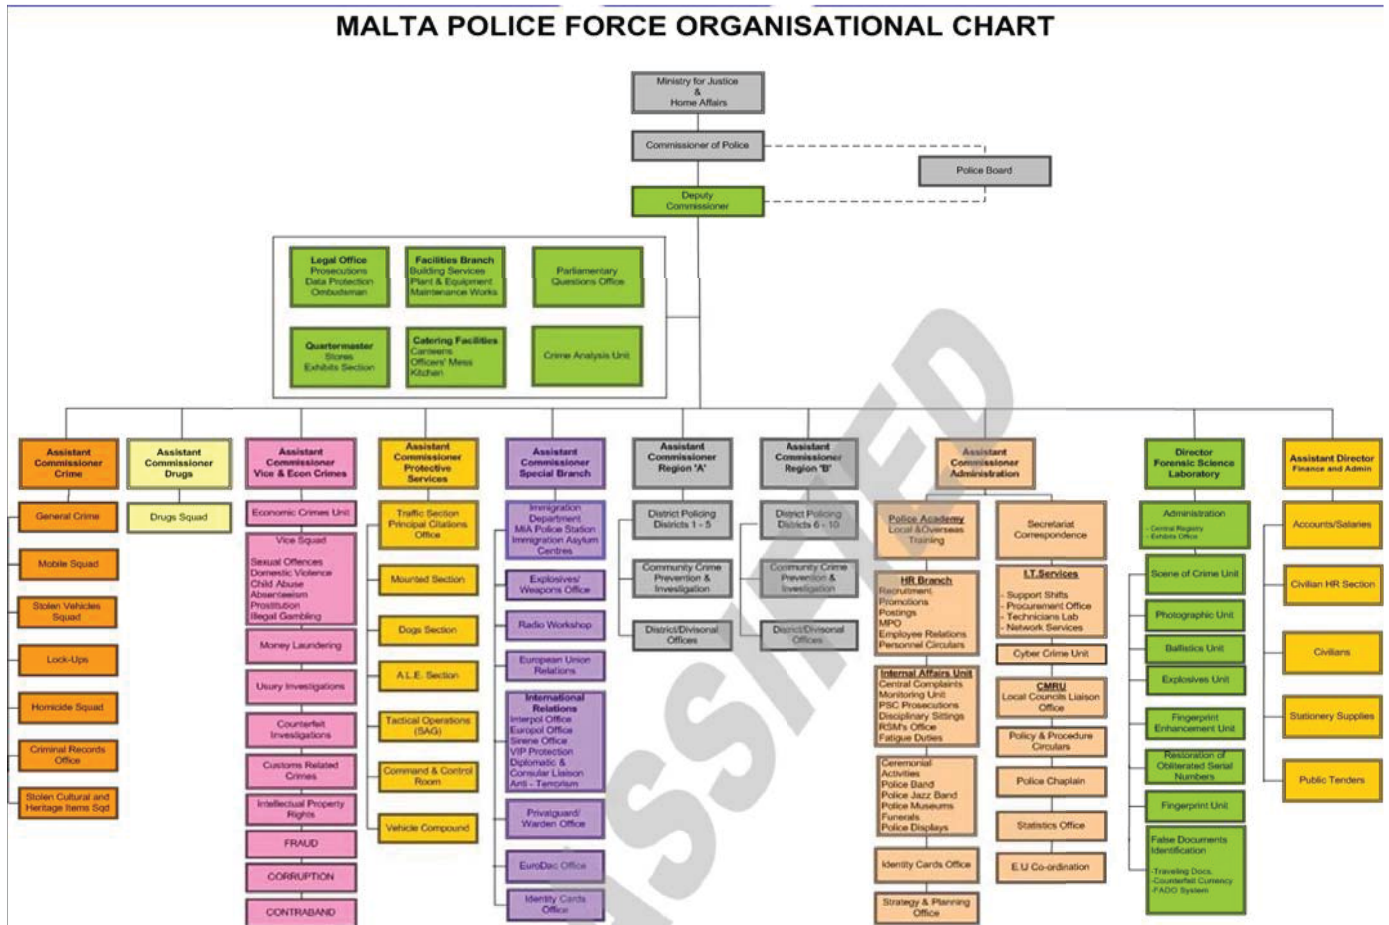 MALTA POLICE FORCE ORGANISATIONAL CHART
Ministry for Justice
&
Home Affairs
Commissioner of Police
Police Board
Deputy
Commissioner
Legal Office
Prosecutions
Data Protection
Ombudsman
Facilities Branch
Building Services
Plant & Equipment
Maintenance Works
Parliamentary
Questions Office
Quartermaster
Stores
Exhibits Section
Catering Facilities
Canteens
Officers' Mess
Kitchen
Crime Analysis Unit
Assistant
Commissioner
Crime
General Crime
Mobile Squad
Stolen Vehicles
Squad
Lock-Ups
Homicide Squad
Criminal Records
Office
Stolen Cultural and
Heritage Items Sqd
Assistant
Commissioner
Drugs
Drugs Squad
Assistant
Commissioner
Vice & Econ Crimes
Economic Crimes Unit
Vice Squad
Sexual Offences
Domestic Violence
Child Abuse
Absenteeism
Prostitution
Illegal Gambling
Money Laundering
Usury Investigations
Counterfeit
Investigations
Customs Related
Crimes
Intellectual Property
Rights
FRAUD
CORRUPTION
CONTRABAND
Assistant
Commissioner
Protective
Services
Traffic Section
Principal Citations
Office
Mounted Section
Dogs Section
A.L.E. Section
Tactical Operations
(SAG)
Command & Control
Room
Vehicle Compound
Assistant
Commissioner
Special Branch
Immigration
Department
MIA Police Station
Immigration Asylum
Centres
Explosives/
Weapons Office
Radio Workshop
European Union
Relations
International
Relations
Interpol Office
Europol Office
Sirene Office
VIP Protection
Diplomatic &
Consular Liaison
Anti - Terrorism
Privatguard/
Warden Office
EuroDac Office
Identity Cards
Office
Assistant
Commissioner
Region 'A'
District Policing
Districts 1 - 5
Community Crime
Prevention &
Investigation
District/Divisonal
Offices
Assistant
Commissioner
Region 'B'
District Policing
Districts 6 - 10
Community Crime
Prevention &
Investigation
District/Divisional
Offices
Assistant
Commissioner
Administration
Police Academy
Local &Overseas
Training
HR Branch
Recruitment
Promotions
Postings
MPO
Employee Relations
Personnel Circulars
Internal Affairs Unit
Central Complaints
Monitoring Unit
PSC Prosecutions
Disciplinary Sittings
RSM's Office
Fatigue Duties
Ceremonial
Activities
Police Band
Police Jazz Band
Police Museums
Funerals
Police Displays
Identity Cards Office
Strategy & Planning
Office
Secretariat
Correspondence
I.T.Services
- Support Shifts
- Procurement Office
- Technicians Lab
- Network Services
Cyber Crime Unit
CMRU
Local Councils Liaison
Office
Policy & Procedure
Circulars
Police Chaplain
Statistics Office
E.U Co-ordination
Director
Forensic Science
Laboratory
Administration
- Central Registry
- Exhibits Office
Scene of Crime Unit
Photographic Unit
Ballistics Unit
Explosives Unit
Fingerprint
Enhancement Unit
Restoration of
Obliterated Serial
Numbers
Fingerprint Unit
False Documents
Identification
-Traveling Docs.
-Counterfeit Currency
-FADO System
Assistant Director
Finance and Admin
Accounts/Salaries
Civilian HR Section
Civilians
Stationery Supplies
Public Tenders
ASSIFIED